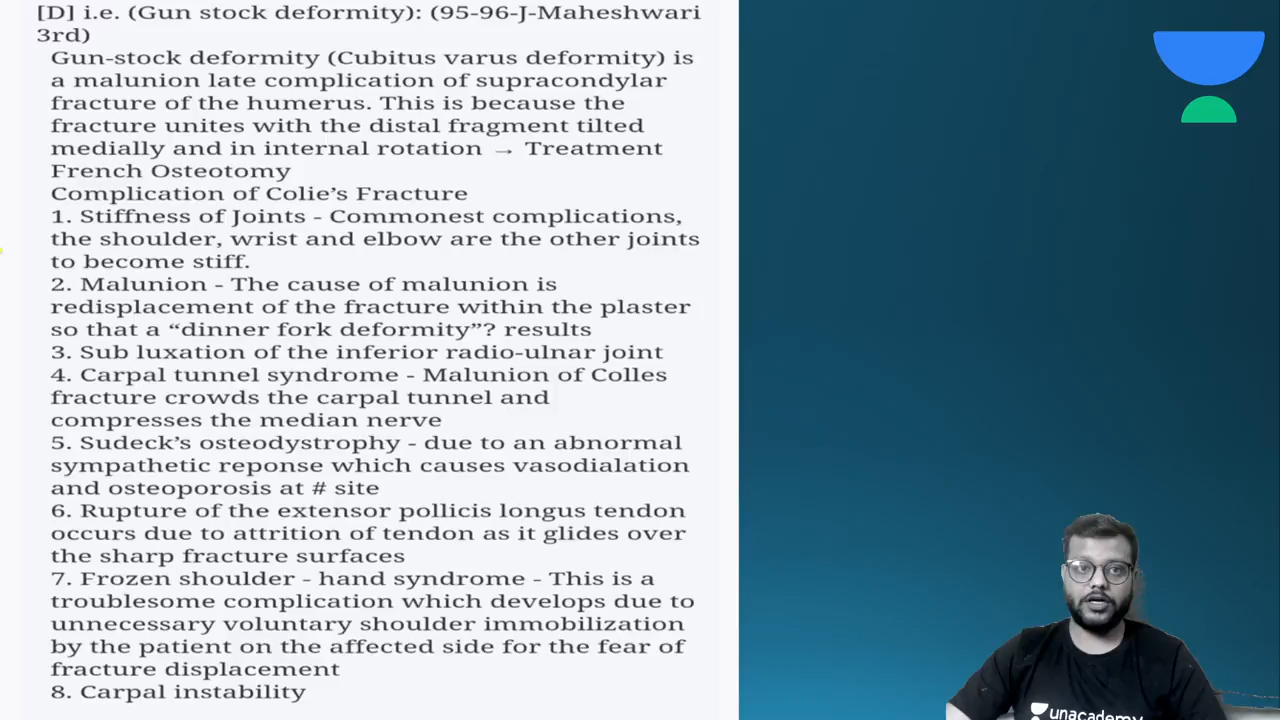 [D] i.e. (Gun stock deformity): (95-96-J-Maheshwari
3rd)
Gun-stock deformity (Cubitus varus deformity) is
a malunion late complication of supracondylar
fracture of the humerus. This is because the
fracture unites with the distal fragment tilted
medially and in internal rotation → Treatment
French Osteotomy
Complication of Colie’s Fracture
1. Stiffness of Joints - Commonest complications,
the shoulder, wrist and elbow are the other joints
to become stiff.
2. Malunion - The cause of malunion is
redisplacement of the fracture within the plaster
so that a “dinner fork deformity”? results
3. Sub luxation of the inferior radio-ulnar joint
4. Carpal tunnel syndrome - Malunion of Colles
fracture crowds the carpal tunnel and
compresses the median nerve
5. Sudeck’s osteodystrophy - due to an abnormal
sympathetic reponse which causes vasodialation
and osteoporosis at # site
6. Rupture of the extensor pollicis longus tendon
occurs due to attrition of tendon as it glides over
the sharp fracture surfaces
7. Frozen shoulder - hand syndrome - This is a
troublesome complication which develops due to
unnecessary voluntary shoulder immobilization
by the patient on the affected side for the fear of
fracture displacement
8. Carpal instability
unacademy